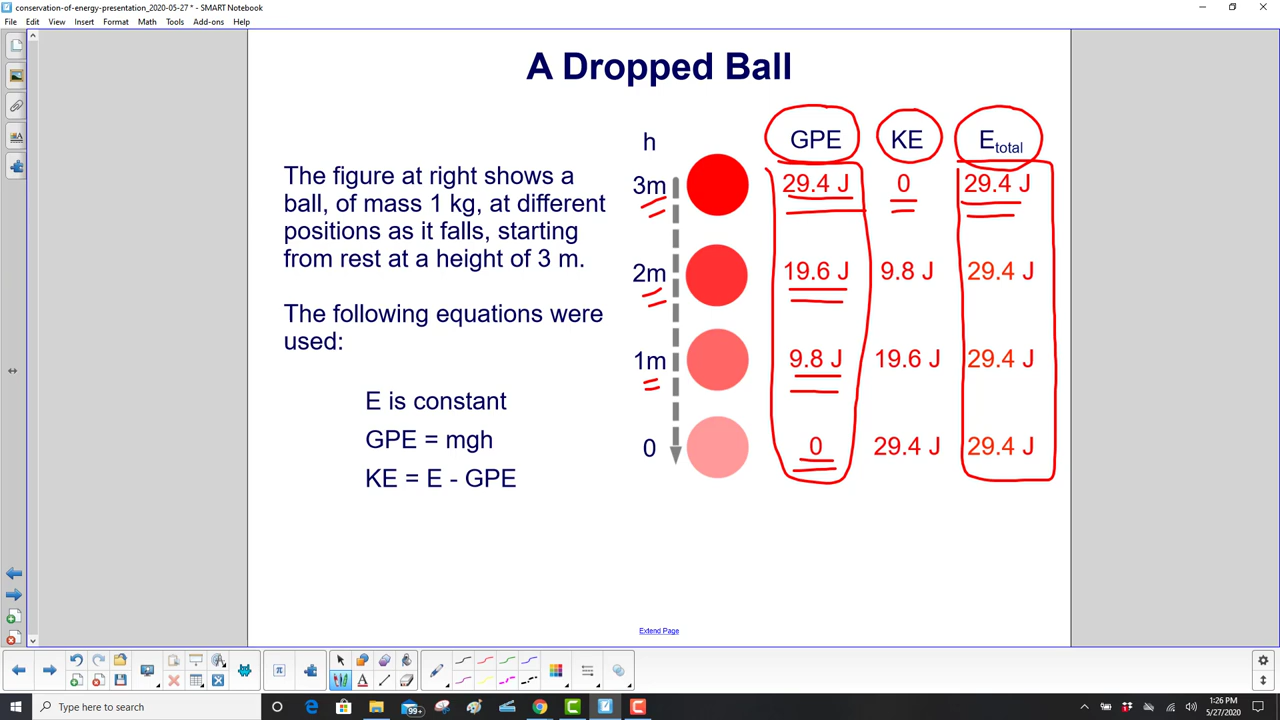 conservation-of-energy-presentation_2020-05-27 * - SMART Notebook
File Edit View Insert Format Math Tools Add-ons Help
A Dropped Ball
h GPE KE Etotal
3m 29.4 J 0 29.4 J
2m 19.6 J 9.8 J 29.4 J
1m 9.8 J 19.6 J 29.4 J
0 0 29.4 J 29.4 J
The figure at right shows a
ball, of mass 1 kg, at different
positions as it falls, starting
from rest at a height of 3 m.
The following equations were
used:
E is constant
GPE = mgh
KE = E - GPE
Extend Page
Type here to search
99+
1:26 PM
5/27/2020